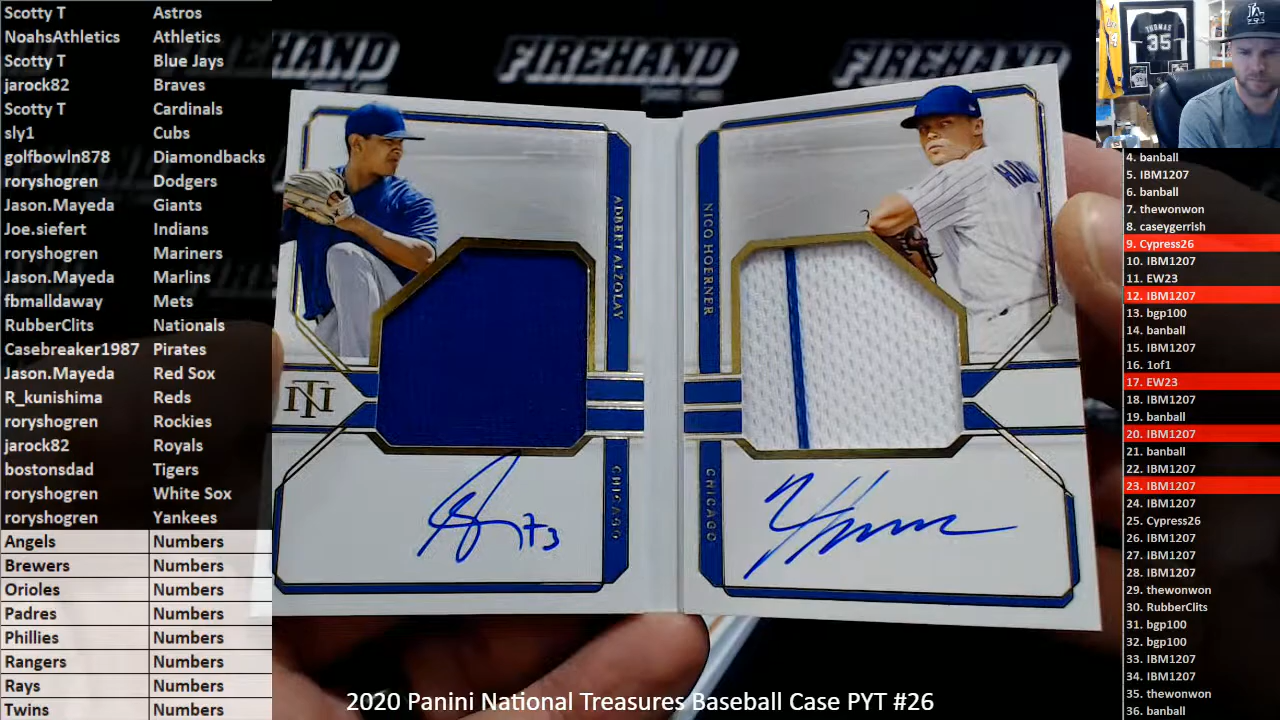 Scotty T Astros
NoahsAthletics Athletics
Scotty T Blue Jays
jarock82 Braves
Scotty T Cardinals
sly1 Cubs
golfbowln878 Diamondbacks
roryshogren Dodgers
Jason.Mayeda Giants
Joe.siefert Indians
roryshogren Mariners
Jason.Mayeda Marlins
fbmalldaway Mets
RubberClits Nationals
Casebreaker1987 Pirates
Jason.Mayeda Red Sox
R_kunishima Reds
roryshogren Rockies
jarock82 Royals
bostonsdad Tigers
roryshogren White Sox
roryshogren Yankees
Angels Numbers
Brewers Numbers
Orioles Numbers
Padres Numbers
Phillies Numbers
Rangers Numbers
Rays Numbers
Twins Numbers
FIREHAND
FIREHAND
ADBERT ALZOLAY
CHICAGO
NT
73
NICO HOERNER
CHICAGO
THOMAS
35
LA
4. banball
5. IBM1207
6. banball
7. thewonwon
8. caseygerrish
9. Cypress26
10. IBM1207
11. EW23
12. IBM1207
13. bgp100
14. banball
15. IBM1207
16. 1of1
17. EW23
18. IBM1207
19. banball
20. IBM1207
21. banball
22. IBM1207
23. IBM1207
24. IBM1207
25. Cypress26
26. IBM1207
27. IBM1207
28. IBM1207
29. thewonwon
30. RubberClits
31. bgp100
32. bgp100
33. IBM1207
34. IBM1207
35. thewonwon
36. banball
2020 Panini National Treasures Baseball Case PYT #26